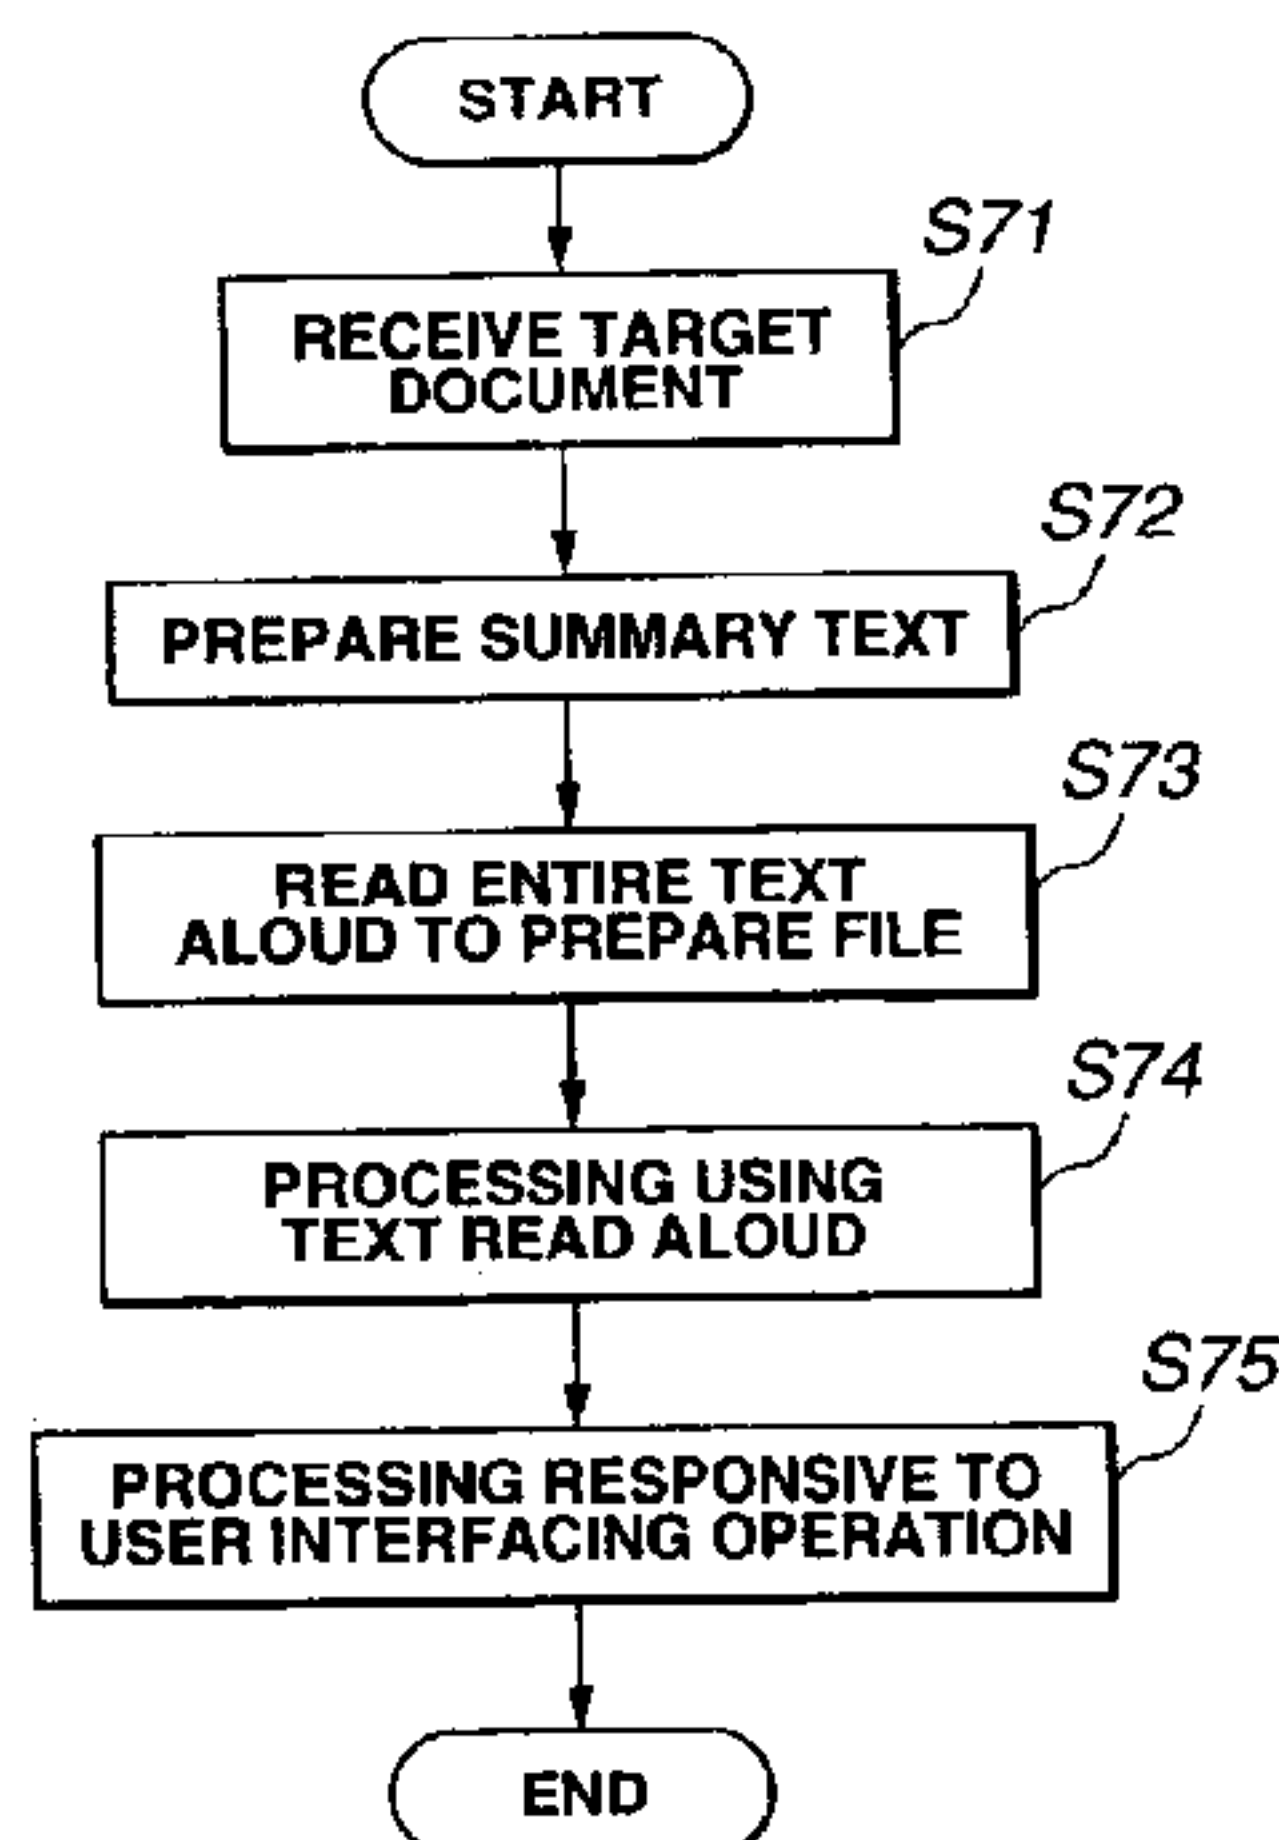 START
S71
RECEIVE TARGET
DOCUMENT
S72
PREPARE SUMMARY TEXT
S73
READ ENTIRE TEXT
ALOUD TO PREPARE FILE
S74
PROCESSING USING
TEXT READ ALOUD
S75
PROCESSING RESPONSIVE TO
USER INTERFACING OPERATION
END